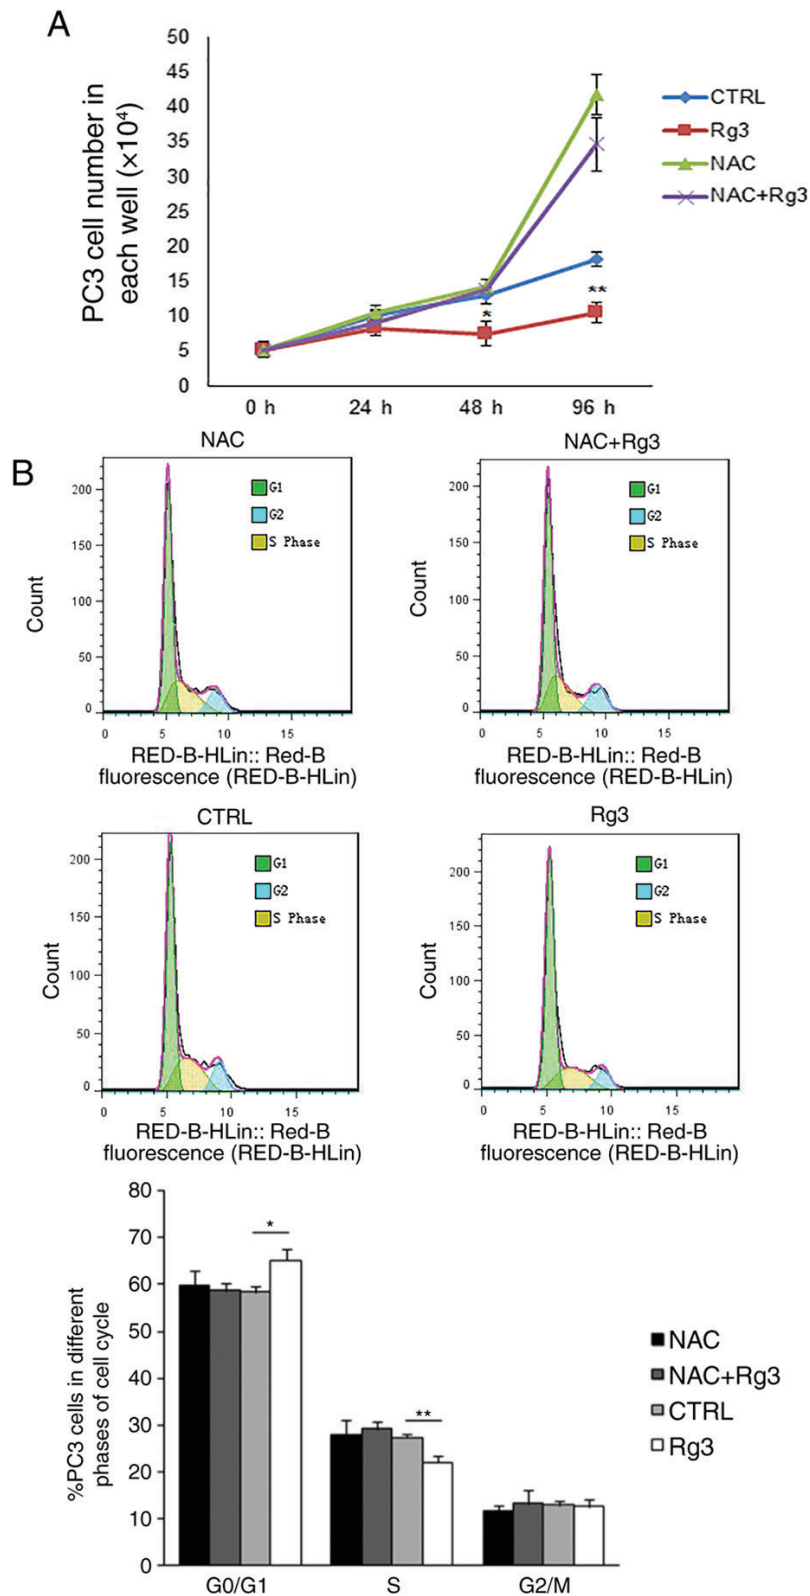 A
PC3 cell number in
each well (×10⁴)
50
45
40
35
30
25
20
15
10
5
0
0 h
24 h
48 h
96 h
*
**
CTRL
Rg3
NAC
NAC+Rg3
B
NAC
Count
200
150
100
50
0
G1
G2
S Phase
0
5
10
15
RED-B-HLin:: Red-B
fluorescence (RED-B-HLin)
NAC+Rg3
Count
200
150
100
50
0
G1
G2
S Phase
0
5
10
15
RED-B-HLin:: Red-B
fluorescence (RED-B-HLin)
CTRL
Count
200
150
100
50
0
G1
G2
S Phase
0
5
10
15
RED-B-HLin:: Red-B
fluorescence (RED-B-HLin)
Rg3
Count
200
150
100
50
0
G1
G2
S Phase
0
5
10
15
RED-B-HLin:: Red-B
fluorescence (RED-B-HLin)
%PC3 cells in different
phases of cell cycle
80
70
60
50
40
30
20
10
0
*
**
G0/G1
S
G2/M
NAC
NAC+Rg3
CTRL
Rg3